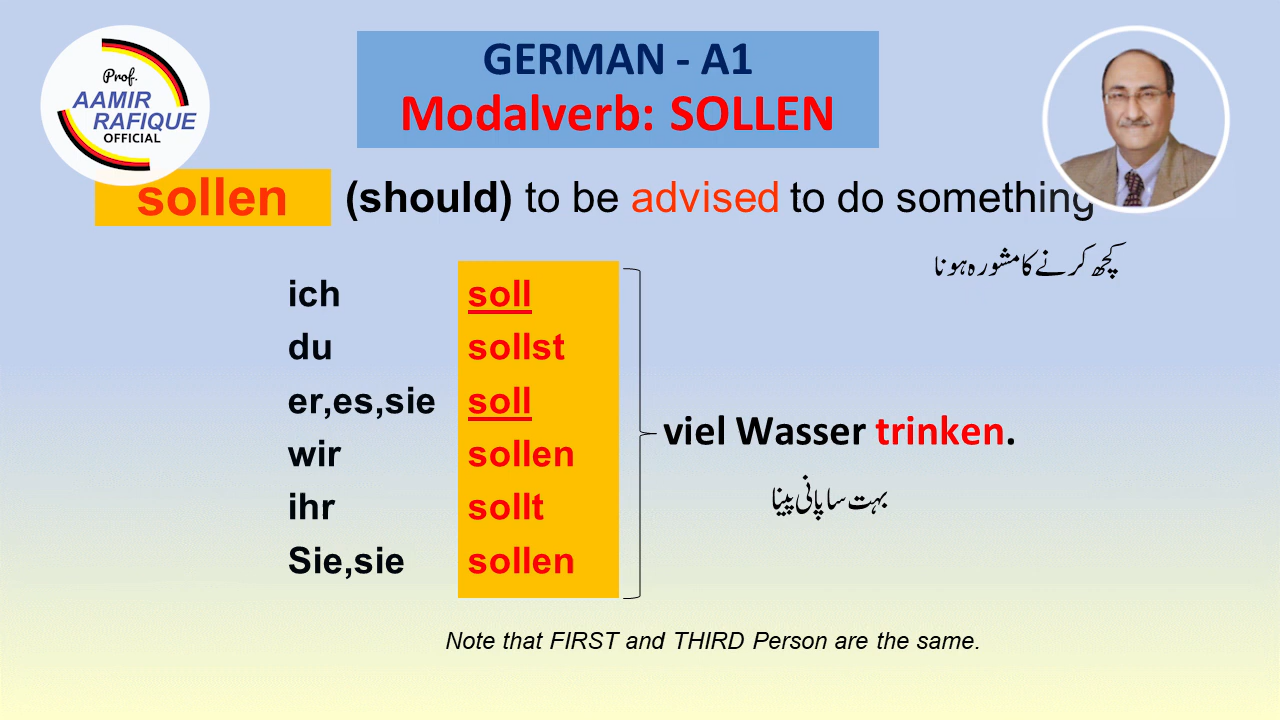 Prof.
AAMIR
RAFIQUE
OFFICIAL
GERMAN - A1
Modalverb: SOLLEN
sollen (should) to be advised to do something
کچھ کرنے کا مشورہ ہونا
ich soll
du sollst
er,es,sie soll
wir sollen
ihr sollt
Sie,sie sollen
viel Wasser trinken.
بہت سا پانی پینا
Note that FIRST and THIRD Person are the same.